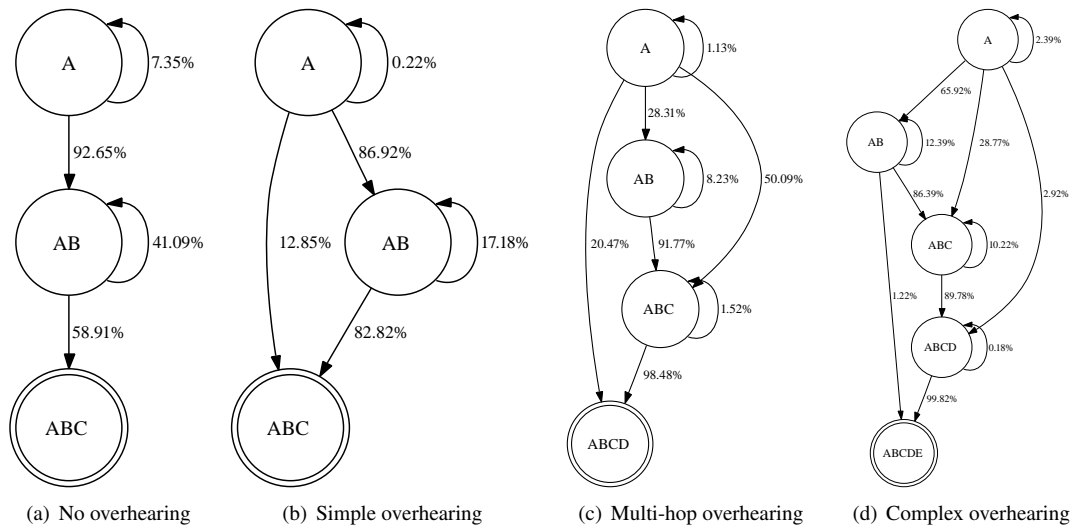 A
7.35%
92.65%
AB
41.09%
58.91%
ABC
(a) No overhearing
A
0.22%
86.92%
12.85%
AB
17.18%
82.82%
ABC
(b) Simple overhearing
A
1.13%
28.31%
AB
8.23%
50.09%
20.47%
91.77%
ABC
1.52%
98.48%
ABCD
(c) Multi-hop overhearing
A
2.39%
65.92%
AB
12.39%
28.77%
86.39%
2.92%
ABC
10.22%
1.22%
89.78%
ABCD
0.18%
99.82%
ABCDE
(d) Complex overhearing